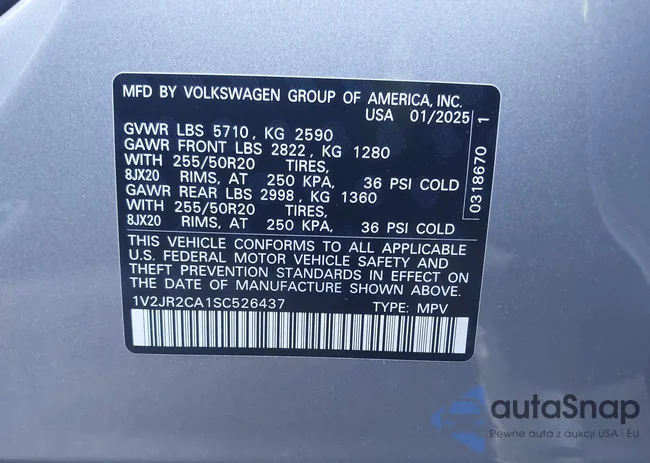 MFD BY VOLKSWAGEN GROUP OF AMERICA, INC.
USA 01/2025
GVWR LBS 5710, KG 2590
GAWR FRONT LBS 2822, KG 1280
WITH 255/50R20 TIRES,
8JX20 RIMS, AT 250 KPA, 36 PSI COLD
GAWR REAR LBS 2998, KG 1360
WITH 255/50R20 TIRES,
8JX20 RIMS, AT 250 KPA, 36 PSI COLD
THIS VEHICLE CONFORMS TO ALL APPLICABLE
U.S. FEDERAL MOTOR VEHICLE SAFETY AND
THEFT PREVENTION STANDARDS IN EFFECT ON
THE DATE OF MANUFACTURE SHOWN ABOVE.
1V2JR2CA1SC526437 TYPE: MPV
0318670 1
autaSnap
Pewne auta z aukcji USA i EU